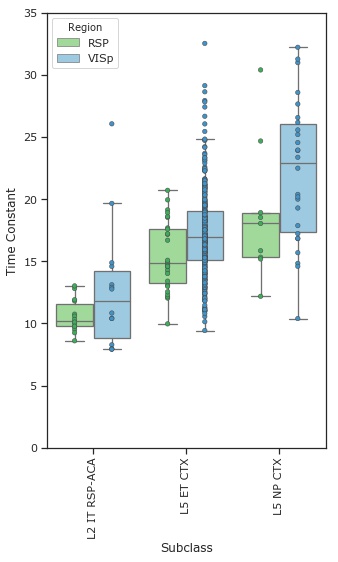 35
30
25
20
15
10
5
0
Time Constant
Region
RSP
VISp
L2 IT RSP-ACA
L5 ET CTX
L5 NP CTX
Subclass